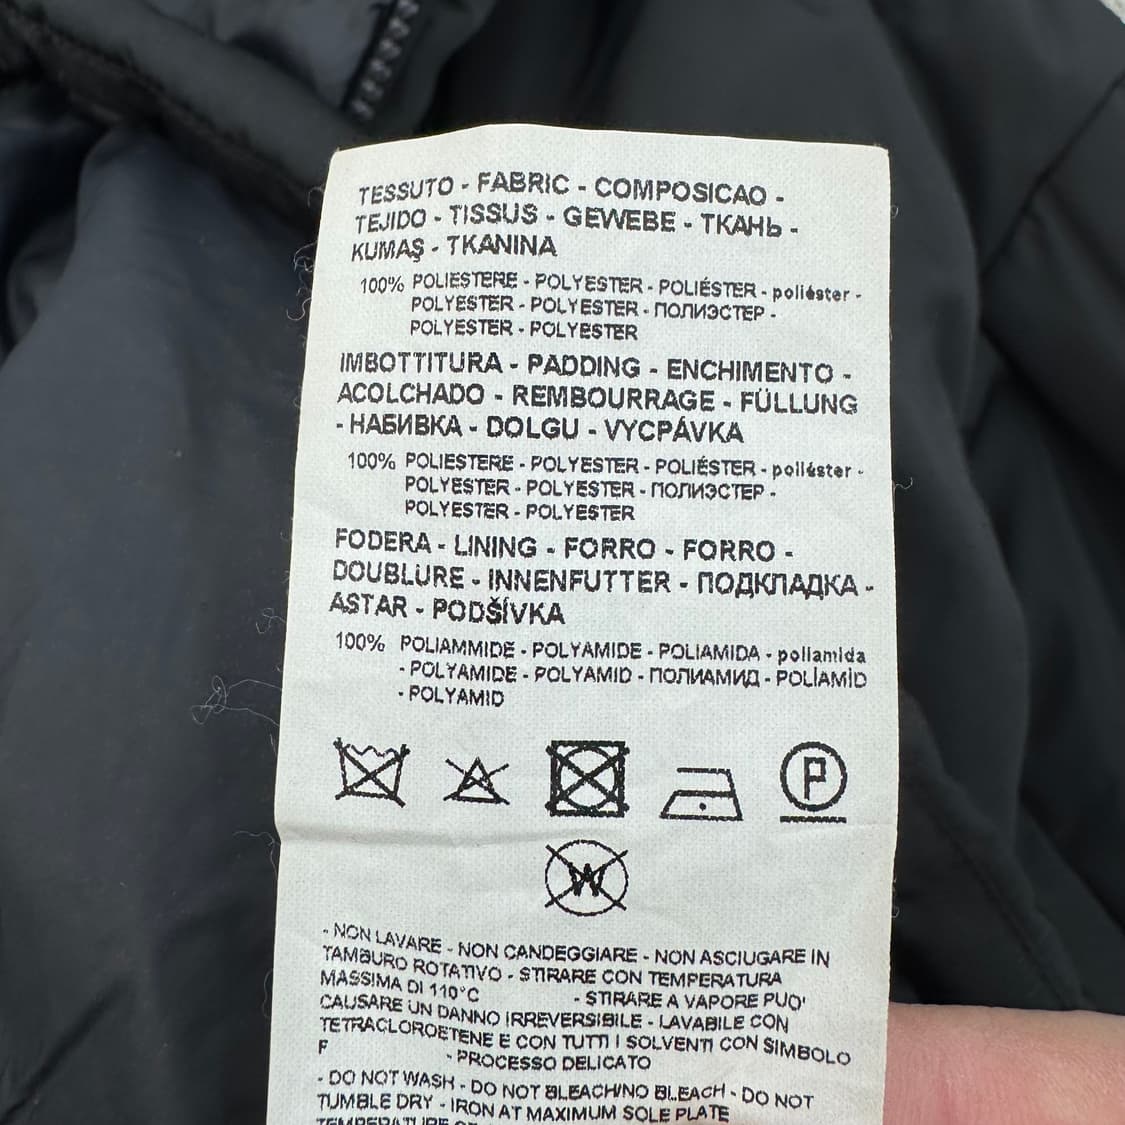 TESSUTO - FABRIC - COMPOSICAO -
TEJIDO - TISSUS - GEWEBE - ТКАНЬ -
KUMAŞ - TKANINA
100% POLIESTERE - POLYESTER - POLIÉSTER - poliéster -
POLYESTER - POLYESTER - ПОЛИЭСТЕР -
POLYESTER - POLYESTER
IMBOTTITURA - PADDING - ENCHIMENTO -
ACOLCHADO - REMBOURRAGE - FÜLLUNG
- НАБИВКА - DOLGU - VYCPÁVKA
100% POLIESTERE - POLYESTER - POLIÉSTER - poliéster -
POLYESTER - POLYESTER - ПОЛИЭСТЕР -
POLYESTER - POLYESTER
FODERA - LINING - FORRO - FORRO -
DOUBLURE - INNENFUTTER - ПОДКЛАДКА -
ASTAR - PODŠÍVKA
100% POLIAMMIDE - POLYAMIDE - POLIAMIDA - poliamida
- POLYAMIDE - POLYAMID - ПОЛИАМИД - POLİAMİD
- POLYAMID
P
W
- NON LAVARE - NON CANDEGGIARE - NON ASCIUGARE IN
TAMBURO ROTATIVO - STIRARE CON TEMPERATURA
MASSIMA DI 110°C - STIRARE A VAPORE PUO'
CAUSARE UN DANNO IRREVERSIBILE - LAVABILE CON
TETRACLOROETENE E CON TUTTI I SOLVENTI CON SIMBOLO
F - PROCESSO DELICATO
- DO NOT WASH - DO NOT BLEACH/NO BLEACH - DO NOT
TUMBLE DRY - IRON AT MAXIMUM SOLE PLATE
TEMPERATURE OF